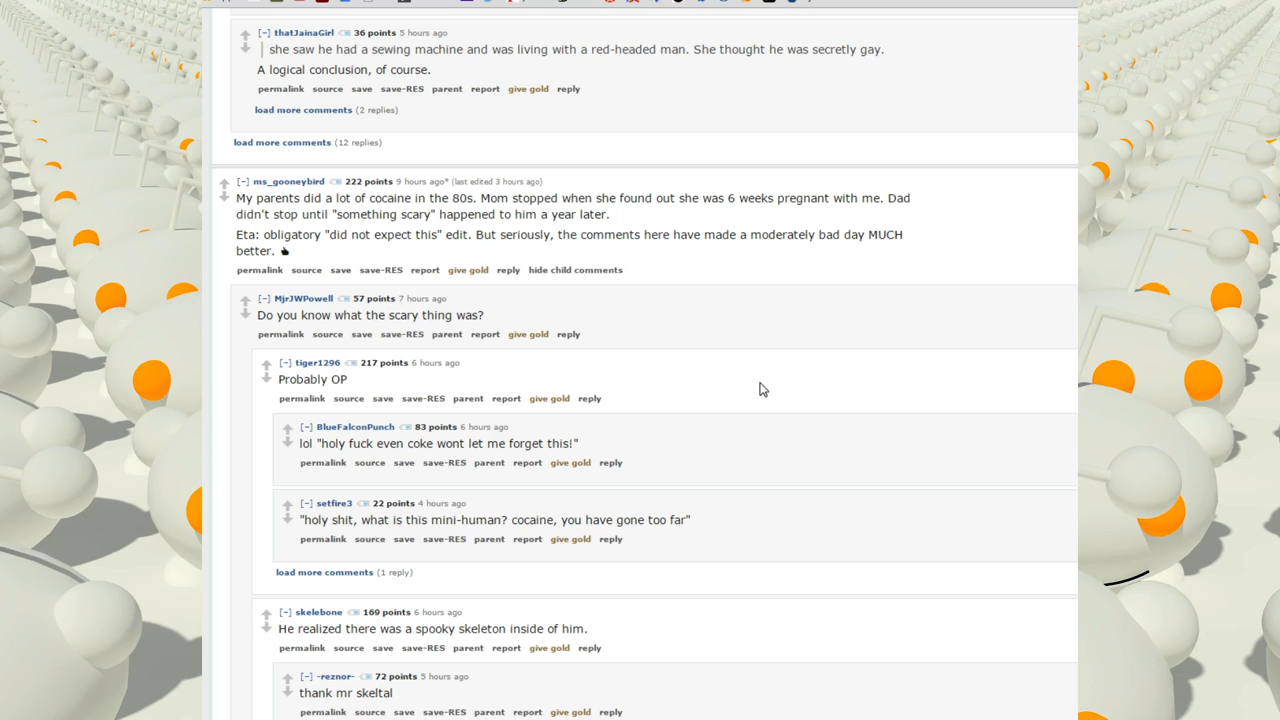 [-] thatJainaGirl 36 points 5 hours ago
she saw he had a sewing machine and was living with a red-headed man. She thought he was secretly gay.
A logical conclusion, of course.
permalink source save save-RES parent report give gold reply
load more comments (2 replies)
load more comments (12 replies)
[-] ms_gooneybird 222 points 9 hours ago* (last edited 3 hours ago)
My parents did a lot of cocaine in the 80s. Mom stopped when she found out she was 6 weeks pregnant with me. Dad
didn't stop until "something scary" happened to him a year later.
Eta: obligatory "did not expect this" edit. But seriously, the comments here have made a moderately bad day MUCH
better.
permalink source save save-RES report give gold reply hide child comments
[-] MjrJWPowell 57 points 7 hours ago
Do you know what the scary thing was?
permalink source save save-RES parent report give gold reply
[-] tiger1296 217 points 6 hours ago
Probably OP
permalink source save save-RES parent report give gold reply
[-] BlueFalconPunch 83 points 6 hours ago
lol "holy fuck even coke wont let me forget this!"
permalink source save save-RES parent report give gold reply
[-] setfire3 22 points 4 hours ago
"holy shit, what is this mini-human? cocaine, you have gone too far"
permalink source save save-RES parent report give gold reply
load more comments (1 reply)
[-] skelebone 169 points 6 hours ago
He realized there was a spooky skeleton inside of him.
permalink source save save-RES parent report give gold reply
[-] -reznor- 72 points 5 hours ago
thank mr skeltal
permalink source save save-RES parent report give gold reply